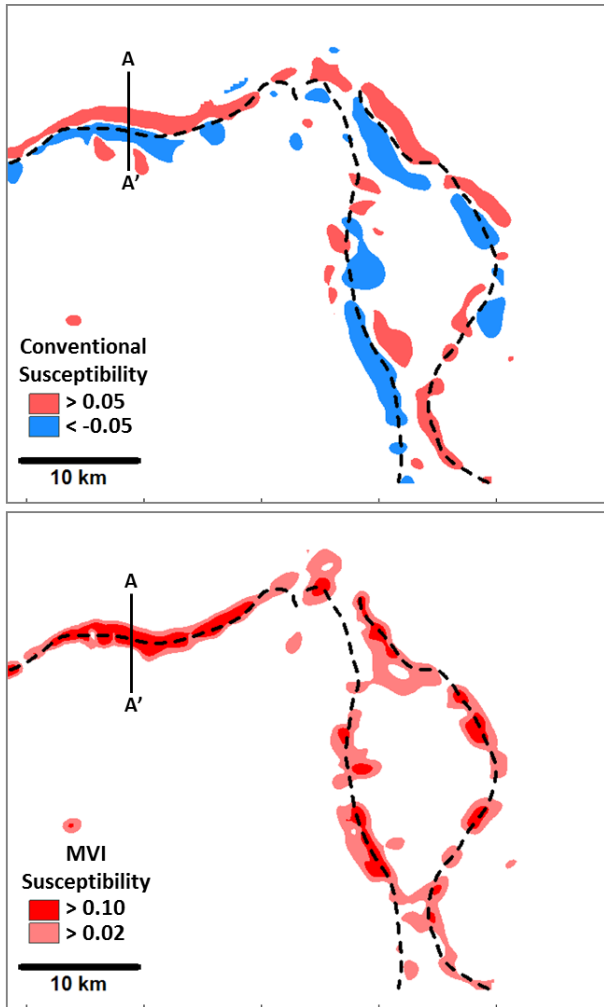 A
A’
Conventional
Susceptibility
> 0.05
< -0.05
10 km
A
A’
MVI
Susceptibility
> 0.10
> 0.02
10 km